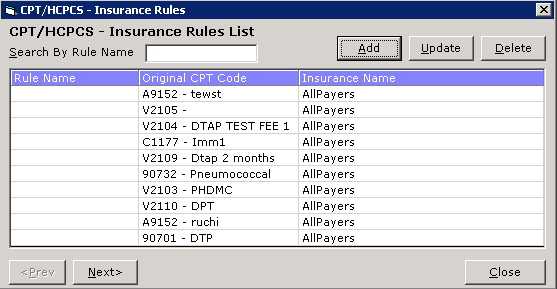 CPT/HCPCS - Insurance Rules
CPT/HCPCS - Insurance Rules List
Search By Rule Name Add Update Delete
Rule Name Original CPT Code Insurance Name
A9152 - tewst AllPayers
V2105 - AllPayers
V2104 - DTAP TEST FEE 1 AllPayers
C1177 - Imm1 AllPayers
V2109 - Dtap 2 months AllPayers
90732 - Pneumococcal AllPayers
V2103 - PHDMC AllPayers
V2110 - DPT AllPayers
A9152 - ruchi AllPayers
90701 - DTP AllPayers
<Prev Next> Close